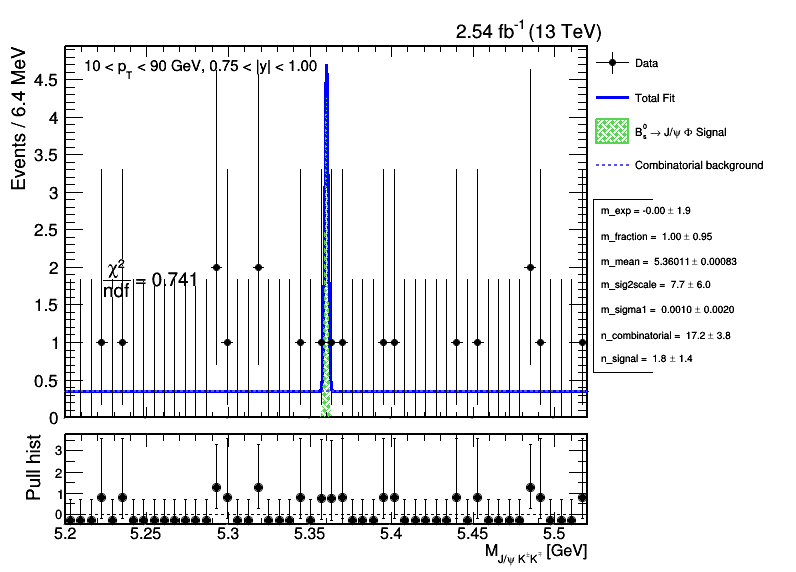 2.54 fb⁻¹ (13 TeV)
Events / 6.4 MeV
10 < p_T < 90 GeV, 0.75 < |y| < 1.00
4.5
4
3.5
3
2.5
2
1.5
1
0.5
0
χ²/ndf = 0.741
Data
Total Fit
B⁰ₛ → J/ψ Φ Signal
Combinatorial background
m_exp = -0.00 ± 1.9
m_fraction = 1.00 ± 0.95
m_mean = 5.36011 ± 0.00083
m_sig2scale = 7.7 ± 6.0
m_sigma1 = 0.0010 ± 0.0020
n_combinatorial = 17.2 ± 3.8
n_signal = 1.8 ± 1.4
Pull hist
3
2
1
0
5.2 5.25 5.3 5.35 5.4 5.45 5.5
M_{J/ψ K^±K^∓} [GeV]